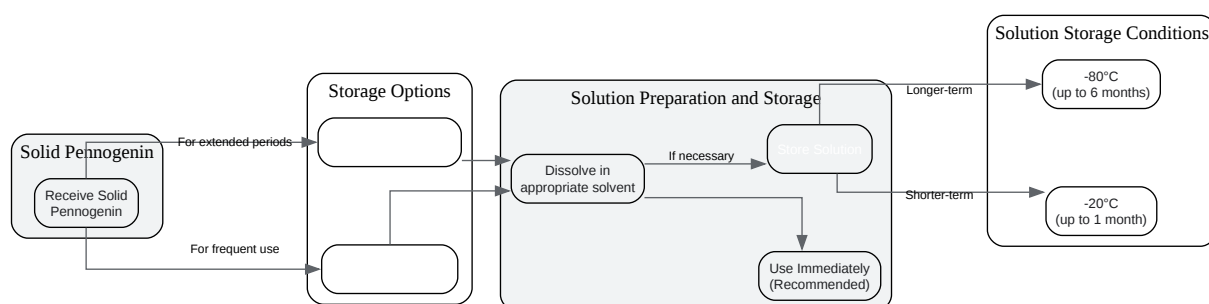 Solid Pennogenin
Receive Solid
Pennogenin
For extended periods
For frequent use
Storage Options
Solution Preparation and Storage
Dissolve in
appropriate solvent
If necessary
Store Solution
Use Immediately
(Recommended)
Longer-term
Shorter-term
Solution Storage Conditions
-80°C
(up to 6 months)
-20°C
(up to 1 month)